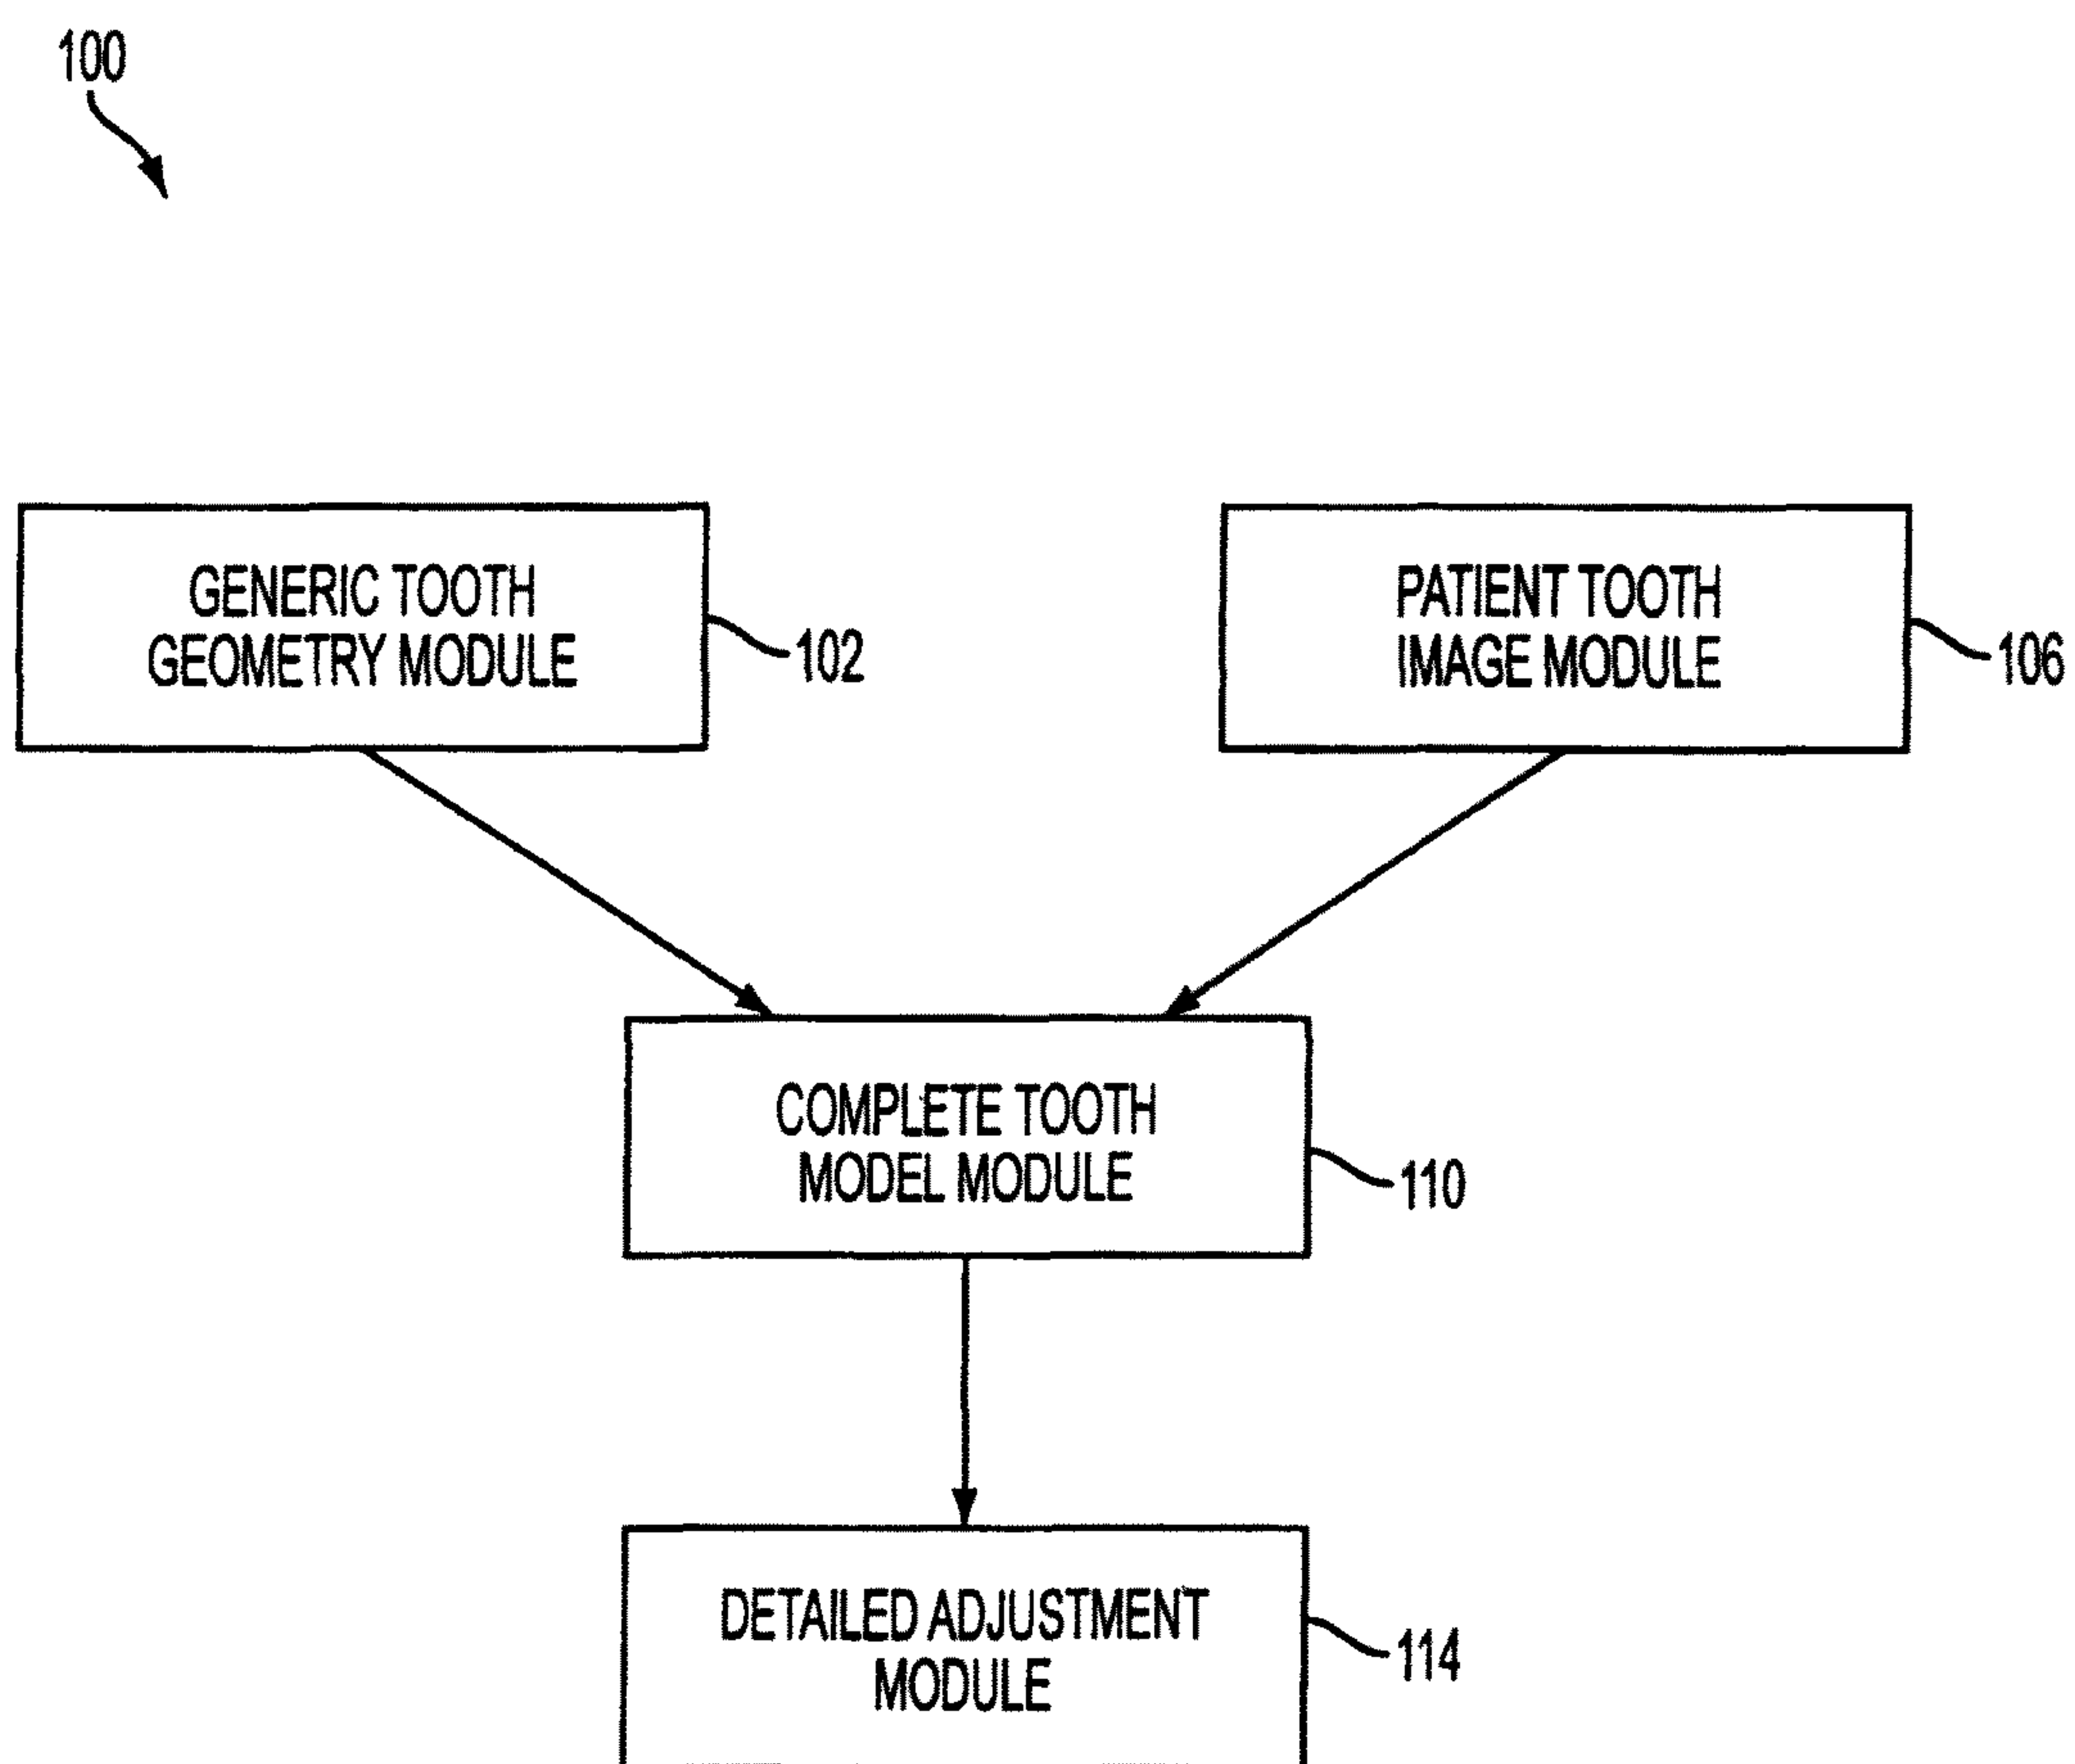 100
GENERIC TOOTH
GEOMETRY MODULE
102
PATIENT TOOTH
IMAGE MODULE
106
COMPLETE TOOTH
MODEL MODULE
110
DETAILED ADJUSTMENT
MODULE
114